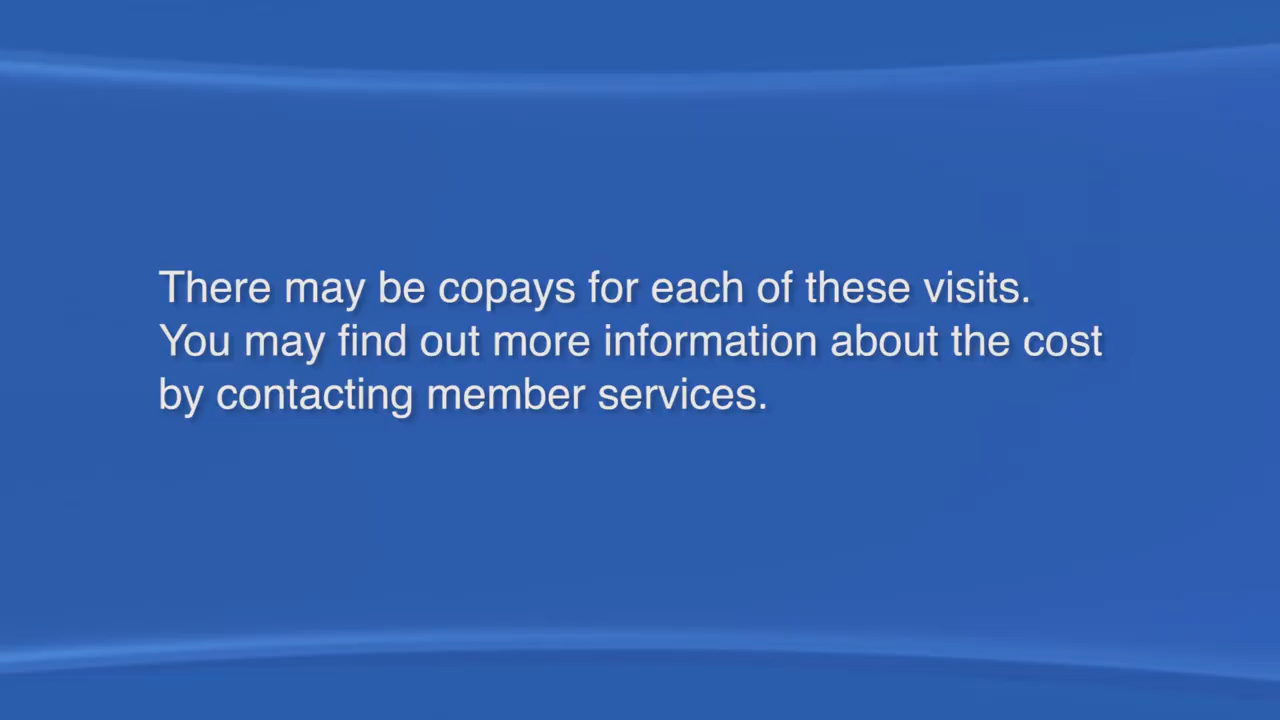 There may be copays for each of these visits.
You may find out more information about the cost
by contacting member services.